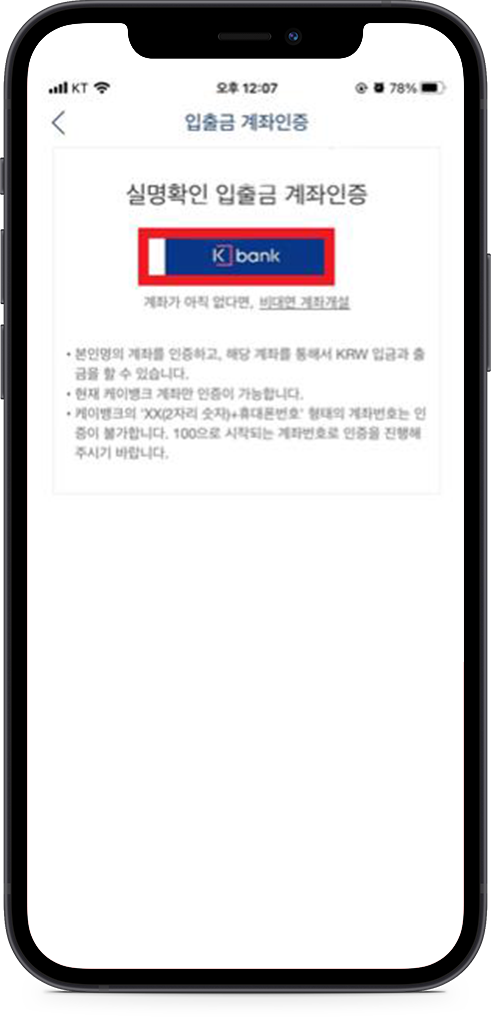 KT 오후 12:07 78%
입출금 계좌인증
실명확인 입출금 계좌인증
K bank
계좌가 아직 없다면, 비대면 계좌개설
• 본인명의 계좌를 인증하고, 해당 계좌를 통해서 KRW 입금과 출
금을 할 수 있습니다.
• 현재 케이뱅크 계좌만 인증이 가능합니다.
• 케이뱅크의 'XX(2자리 숫자)+휴대폰번호' 형태의 계좌번호는 인
증이 불가합니다. 100으로 시작되는 계좌번호로 인증을 진행해
주시기 바랍니다.